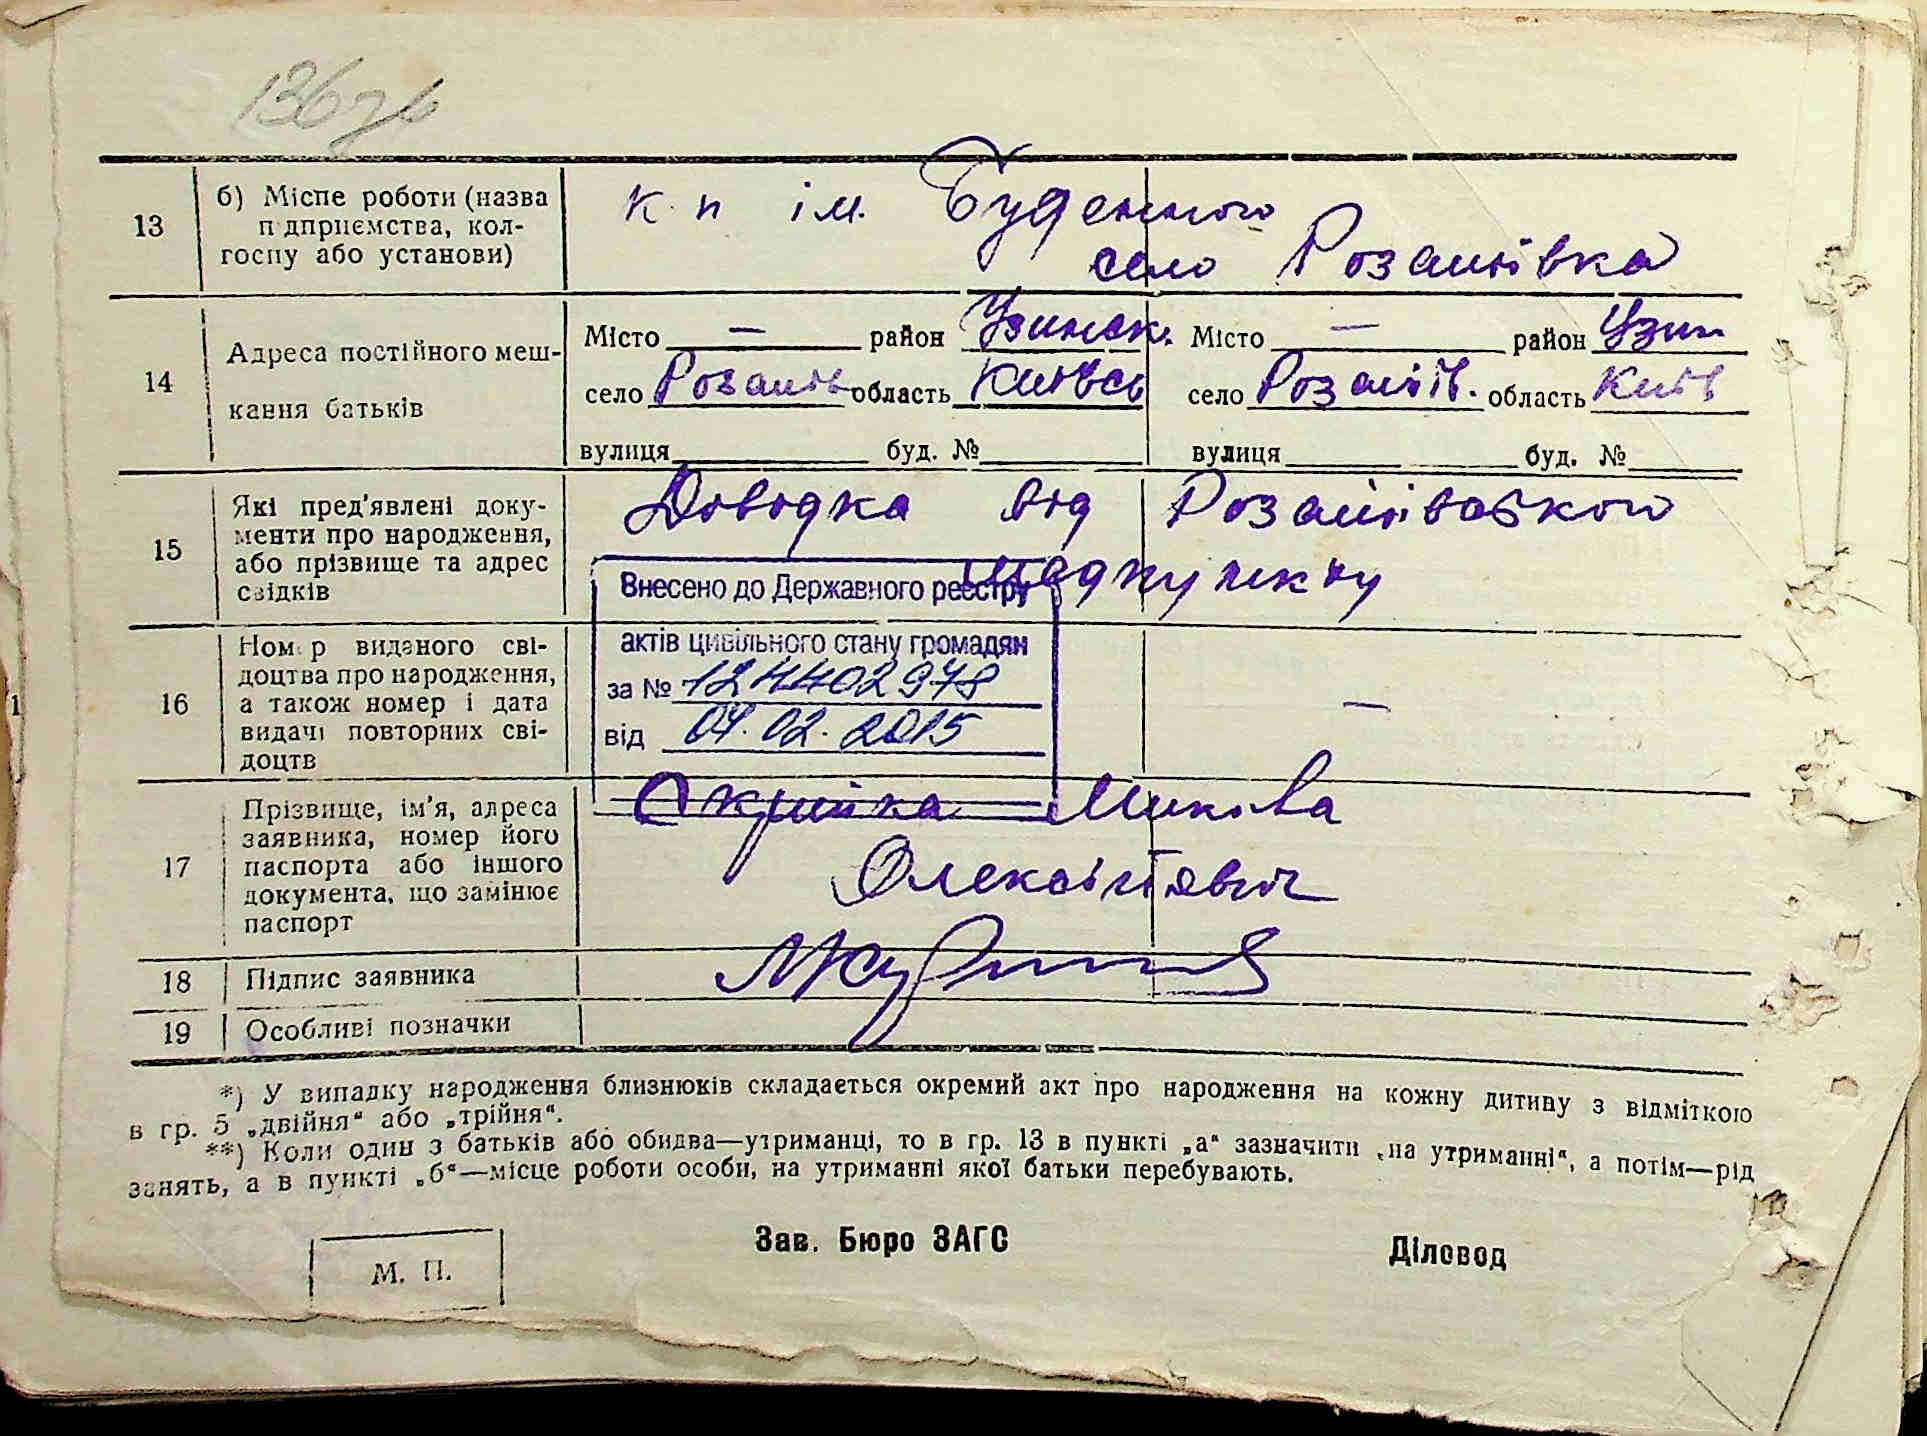 136зв
13
б) Місце роботи (назва
підприємства, кол-
госпу або установи)
к. п ім. Буденного
село Розаліївка
14
Адреса постійного меш-
кання батьків
Місто — район Узинськ. Місто — район Узин
село Розаліїв область Київсь село Розаліїв. область Київ
вулиця буд. № вулиця буд. №
15
Які пред'явлені доку-
менти про народження,
або прізвище та адрес
свідків
Довідка від Розаліївського
медпункту
Внесено до Державного реєстру
актів цивільного стану громадян
за № 124402978
від 04.02.2015
16
Номер виданого сві-
доцтва про народження,
а також номер і дата
видачі повторних сві-
доцтв
—
17
Прізвище, ім'я, адреса
заявника, номер його
паспорта або іншого
документа, що замінює
паспорт
Микола
Олексійович
18
Підпис заявника
19
Особливі позначки
*) У випадку народження близнюків складається окремий акт про народження на кожну дитину з відміткою
в гр. 5 „двійня" або „трійня".
**) Коли один з батьків або обидва—утриманці, то в гр. 13 в пункті „а" зазначити „на утриманні", а потім—рід
занять, а в пункті „б"—місце роботи особи, на утриманні якої батьки перебувають.
Зав. Бюро ЗАГС
Діловод
М. П.